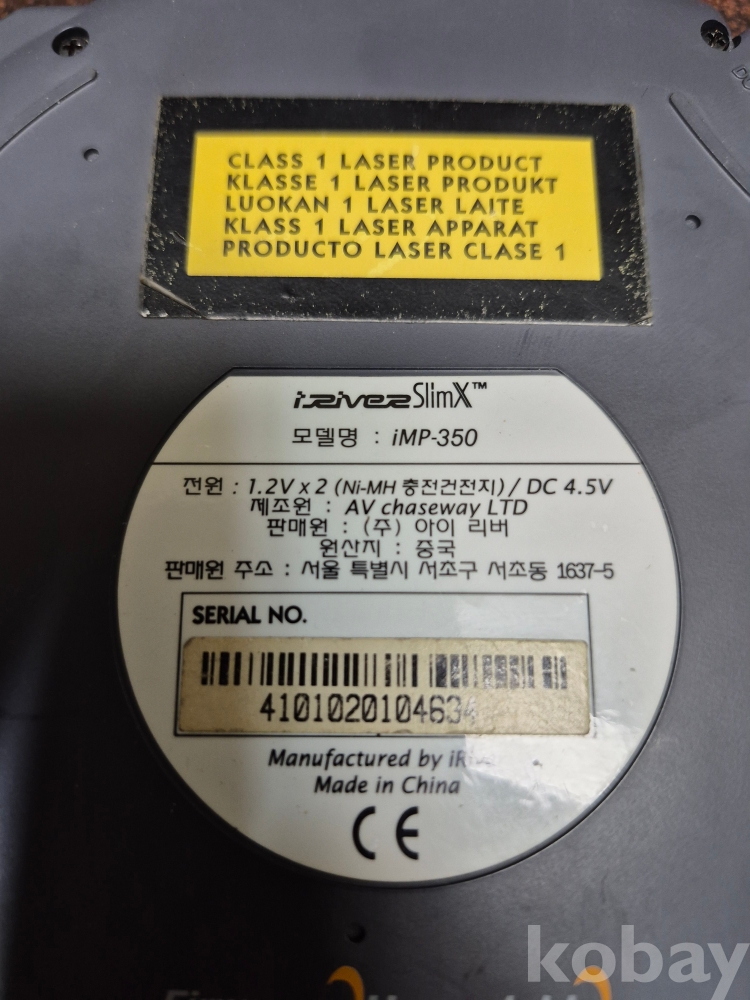 CLASS 1 LASER PRODUCT
KLASSE 1 LASER PRODUKT
LUOKAN 1 LASER LAITE
KLASS 1 LASER APPARAT
PRODUCTO LASER CLASE 1
iRiver SlimX™
모델명 : iMP-350
전원 : 1.2V x 2 (Ni-MH 충전건전지) / DC 4.5V
제조원 : AV chaseway LTD
판매원 : (주) 아이 리버
원산지 : 중국
판매원 주소 : 서울 특별시 서초구 서초동 1637-5
SERIAL NO.
4101020104634
Manufactured by
Made in China
CE
kobay